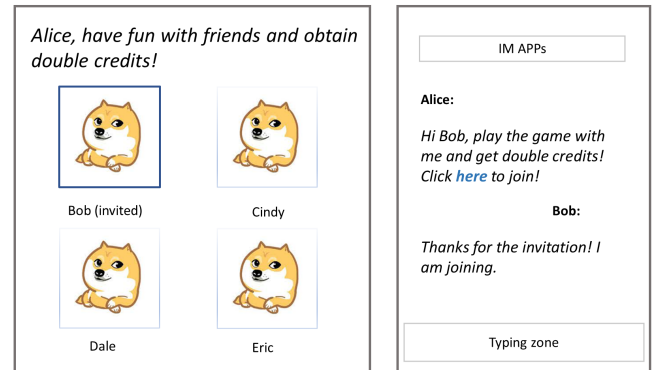 Alice, have fun with friends and obtain
double credits!
Bob (invited)
Cindy
Dale
Eric
IM APPs
Alice:
Hi Bob, play the game with
me and get double credits!
Click here to join!
Bob:
Thanks for the invitation! I
am joining.
Typing zone